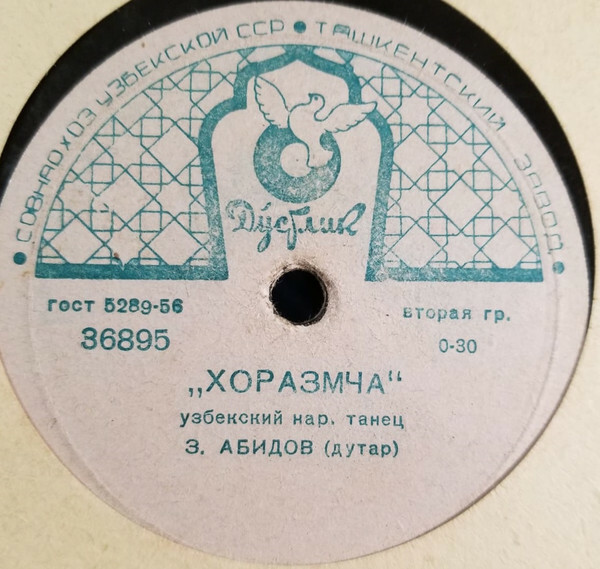 • СОВНАРХОЗ УЗБЕКСКОЙ ССР • ТАШКЕНТСКИЙ ЗАВОД •
Дўстлик
гост 5289-56
вторая гр.
36895
0-30
„ХОРАЗМЧА“
узбекский нар. танец
З. АБИДОВ (дутар)